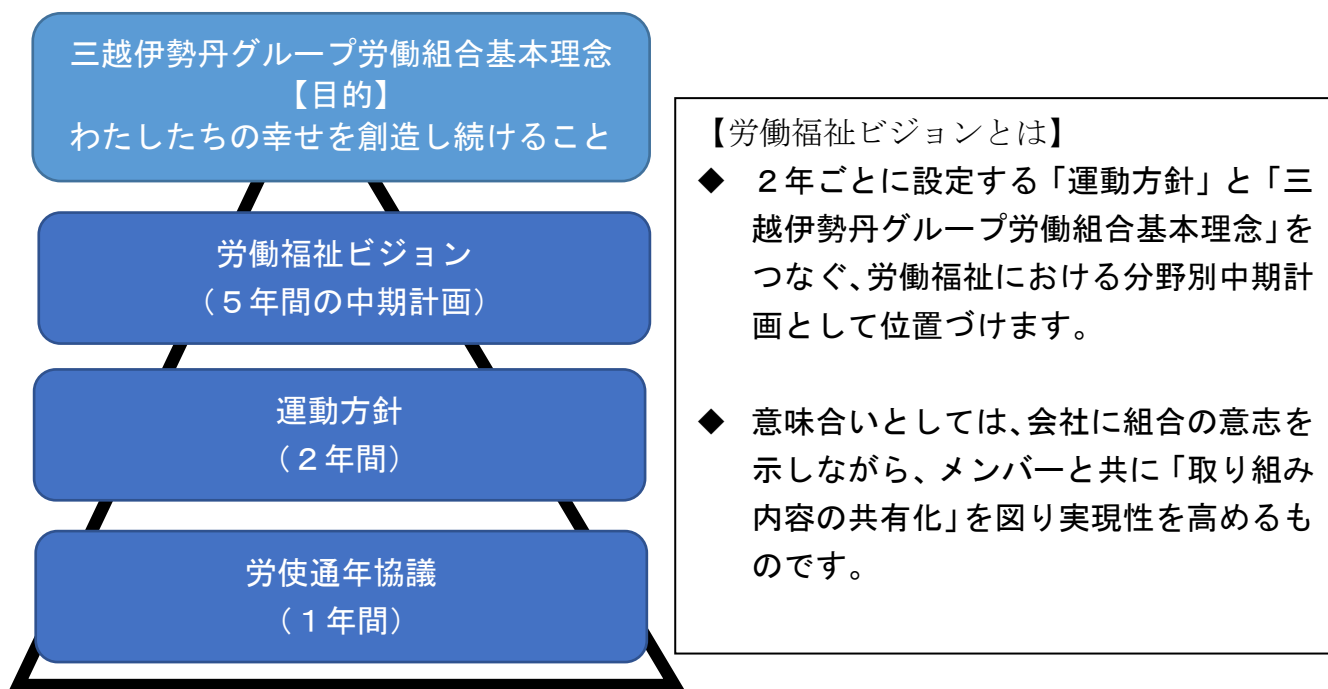 三越伊勢丹グループ労働組合基本理念
【目的】
わたしたちの幸せを創造し続けること
労働福祉ビジョン
（５年間の中期計画）
運動方針
（２年間）
労使通年協議
（１年間）
【労働福祉ビジョンとは】
◆ ２年ごとに設定する「運動方針」と「三
越伊勢丹グループ労働組合基本理念」を
つなぐ、労働福祉における分野別中期計
画として位置づけます。
◆ 意味合いとしては、会社に組合の意志を
示しながら、メンバーと共に「取り組み
内容の共有化」を図り実現性を高めるも
のです。